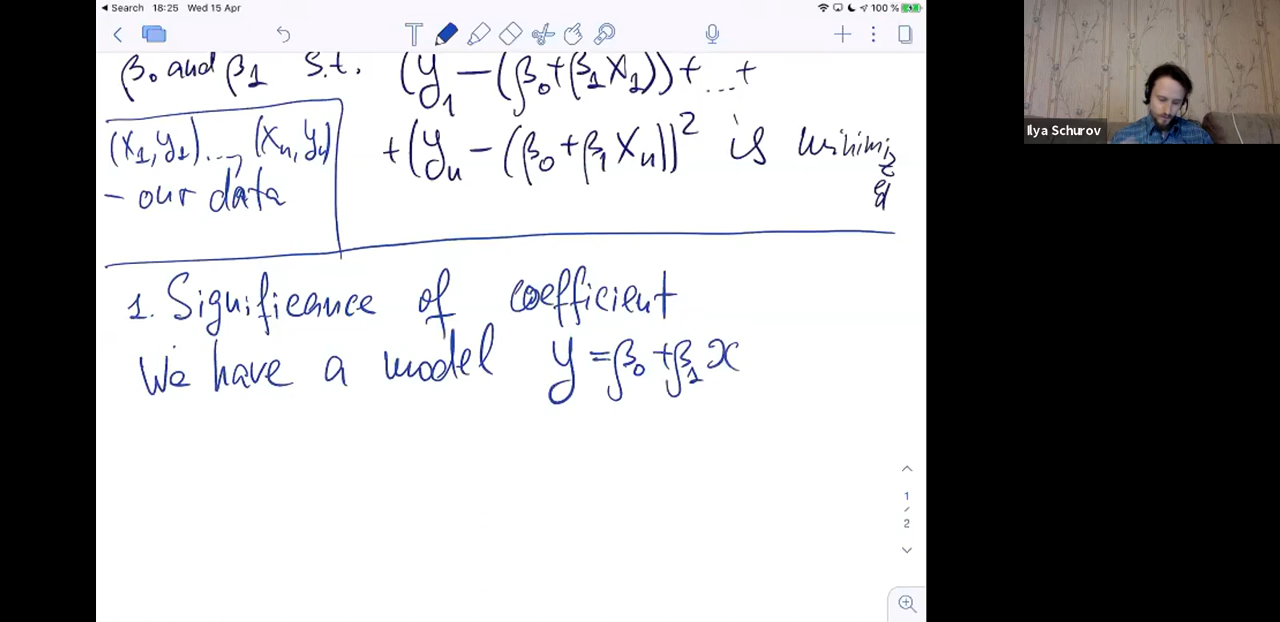 Search 18:25 Wed 15 Apr 100 %
β₀ and β₁ s.t. (y₁ — (β₀+β₁x₁))+...+
(x₁,y₁)..., (xₙ,yₙ) +(yₙ — (β₀+β₁xₙ))² is minimized
- our data
1. Significance of coefficient
We have a model y = β₀ + β₁x
Ilya Schurov
1
/
2